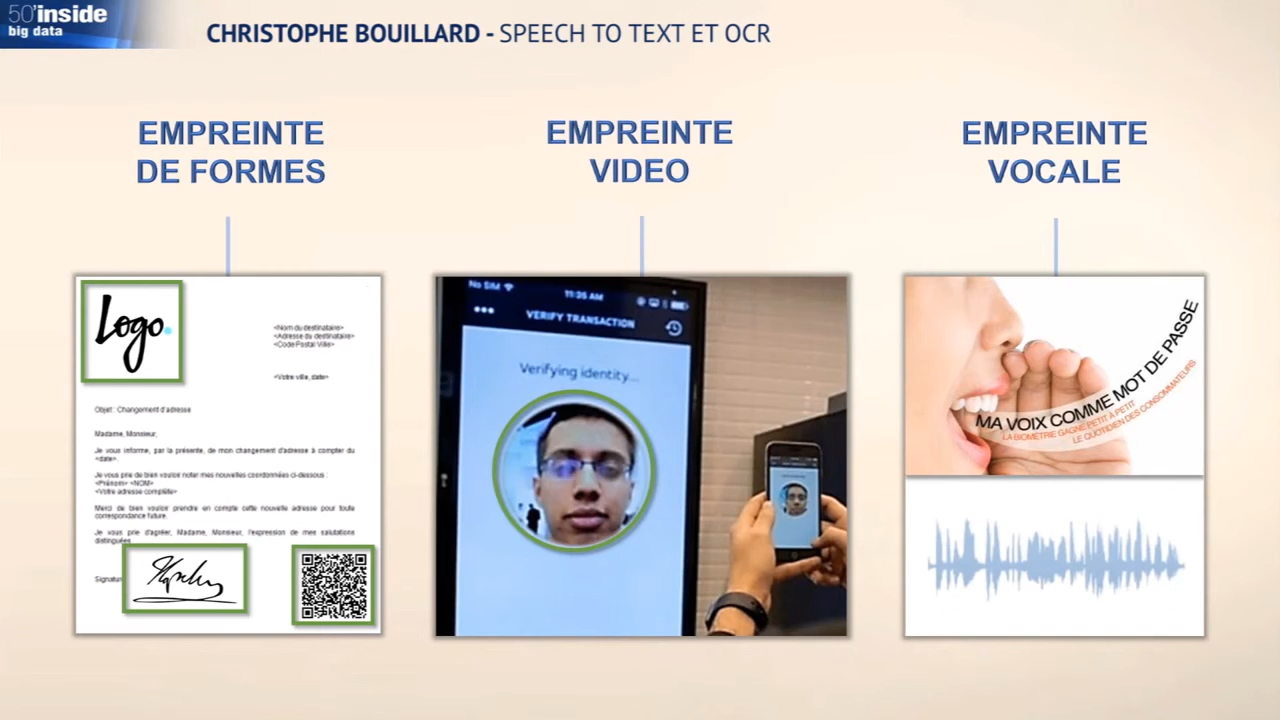 50'inside
big data
CHRISTOPHE BOUILLARD - SPEECH TO TEXT ET OCR
EMPREINTE
DE FORMES
EMPREINTE
VIDEO
EMPREINTE
VOCALE
Logo.
<Nom du destinataire>
<Adresse du destinataire>
<Code Postal Ville>
<Votre ville, date>
Objet : Changement d'adresse
Madame, Monsieur,
Je vous informe, par la présente, de mon changement d'adresse à compter du
<date>.
Je vous prie de bien vouloir noter mes nouvelles coordonnées ci-dessous :
<Prénom> <NOM>
<Votre adresse complète>
Merci de bien vouloir prendre en compte cette nouvelle adresse pour toute
correspondance future.
Je vous prie d'agréer, Madame, Monsieur, l'expression de mes salutations
distinguées
Signatur
No SIM
11:35 AM
VERIFY TRANSACTION
Verifying identity...
MA VOIX COMME MOT DE PASSE
LA BIOMÉTRIE GAGNE PETIT À PETIT
LE QUOTIDIEN DES CONSOMMATEURS